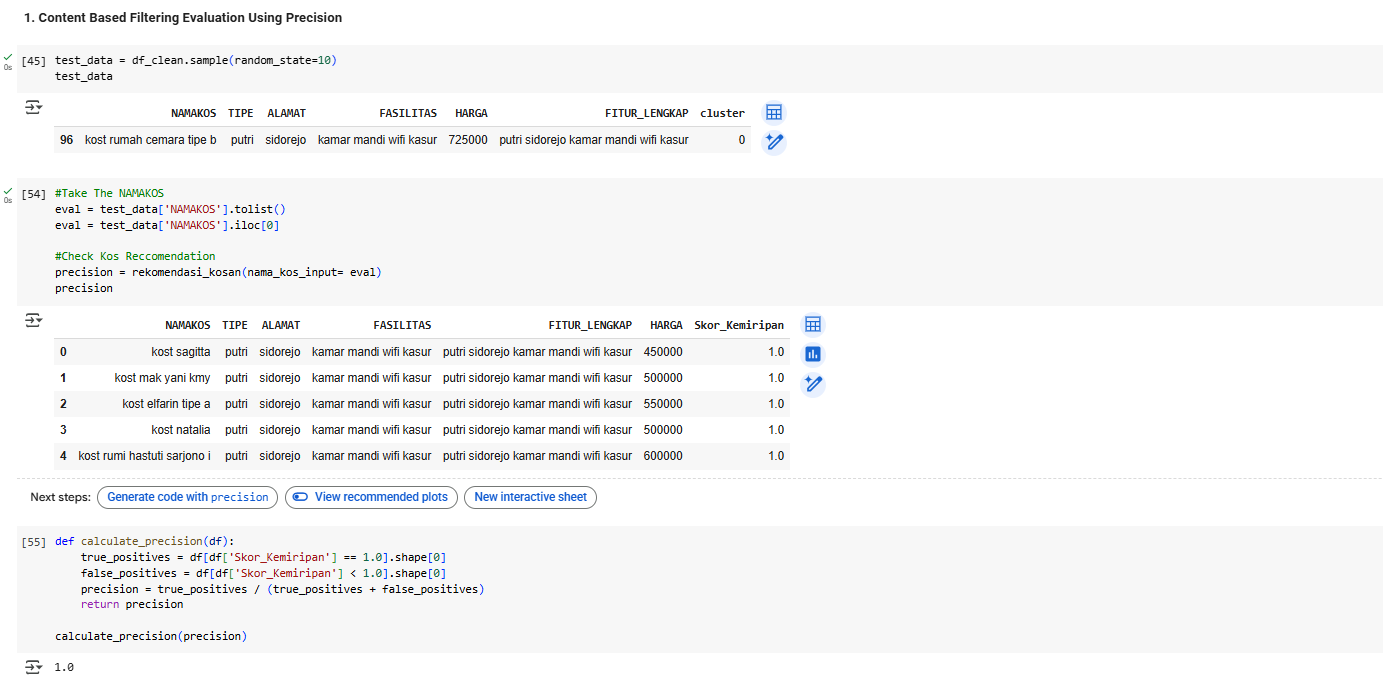 1. Content Based Filtering Evaluation Using Precision
0s
[45] test_data = df_clean.sample(random_state=10)
test_data
NAMAKOS TIPE ALAMAT FASILITAS HARGA FITUR_LENGKAP cluster
96 kost rumah cemara tipe b putri sidorejo kamar mandi wifi kasur 725000 putri sidorejo kamar mandi wifi kasur 0
0s
[54] #Take The NAMAKOS
eval = test_data['NAMAKOS'].tolist()
eval = test_data['NAMAKOS'].iloc[0]
#Check Kos Reccomendation
precision = rekomendasi_kosan(nama_kos_input= eval)
precision
NAMAKOS TIPE ALAMAT FASILITAS FITUR_LENGKAP HARGA Skor_Kemiripan
0 kost sagitta putri sidorejo kamar mandi wifi kasur putri sidorejo kamar mandi wifi kasur 450000 1.0
1 kost mak yani kmy putri sidorejo kamar mandi wifi kasur putri sidorejo kamar mandi wifi kasur 500000 1.0
2 kost elfarin tipe a putri sidorejo kamar mandi wifi kasur putri sidorejo kamar mandi wifi kasur 550000 1.0
3 kost natalia putri sidorejo kamar mandi wifi kasur putri sidorejo kamar mandi wifi kasur 500000 1.0
4 kost rumi hastuti sarjono i putri sidorejo kamar mandi wifi kasur putri sidorejo kamar mandi wifi kasur 600000 1.0
Next steps: Generate code with precision View recommended plots New interactive sheet
[55] def calculate_precision(df):
true_positives = df[df['Skor_Kemiripan'] == 1.0].shape[0]
false_positives = df[df['Skor_Kemiripan'] < 1.0].shape[0]
precision = true_positives / (true_positives + false_positives)
return precision
calculate_precision(precision)
1.0